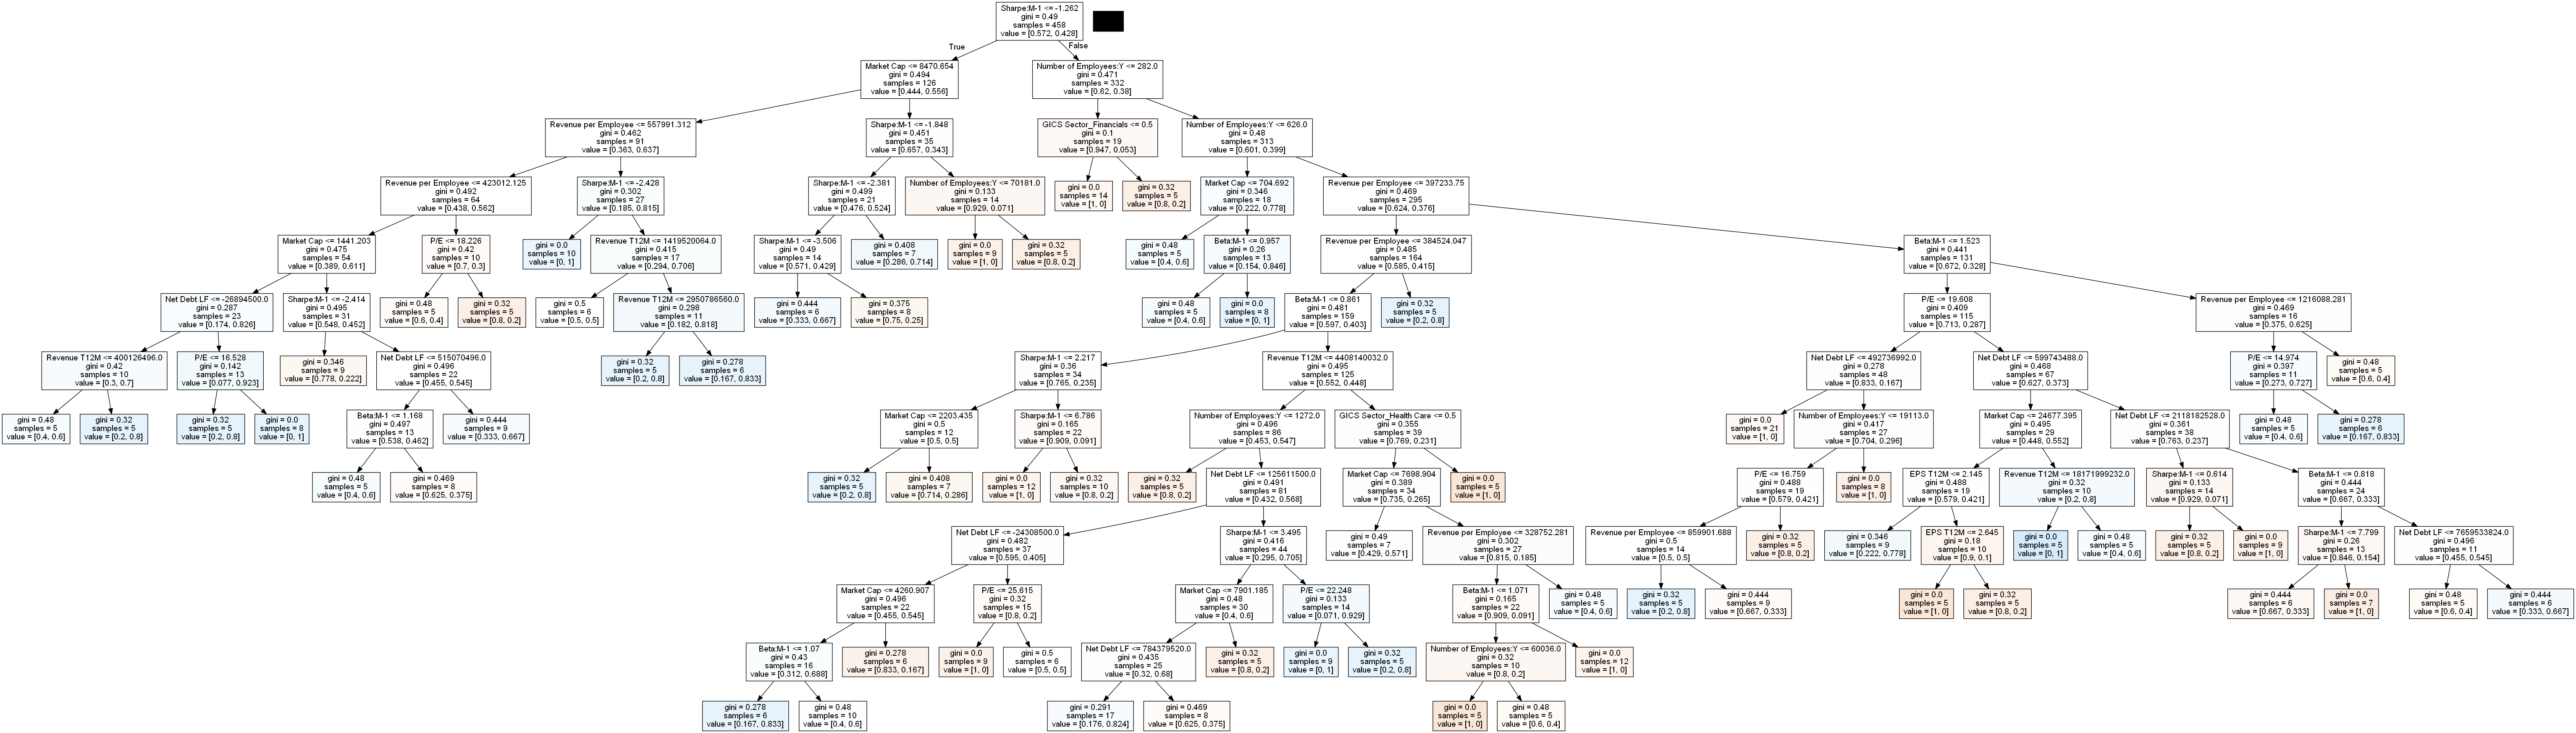 Sharpe:M-1 <= -1.262
gini = 0.49
samples = 458
value = [0.572, 0.428]
True
False
Market Cap <= 8470.654
gini = 0.494
samples = 126
value = [0.444, 0.556]
Number of Employees:Y <= 282.0
gini = 0.471
samples = 332
value = [0.62, 0.38]
Revenue per Employee <= 557991.312
gini = 0.462
samples = 91
value = [0.363, 0.637]
Sharpe:M-1 <= -1.848
gini = 0.451
samples = 35
value = [0.657, 0.343]
GICS Sector_Financials <= 0.5
gini = 0.1
samples = 19
value = [0.947, 0.053]
Number of Employees:Y <= 626.0
gini = 0.48
samples = 313
value = [0.601, 0.399]
Revenue per Employee <= 423012.125
gini = 0.492
samples = 64
value = [0.438, 0.562]
Sharpe:M-1 <= -2.428
gini = 0.302
samples = 27
value = [0.185, 0.815]
Sharpe:M-1 <= -2.381
gini = 0.499
samples = 21
value = [0.476, 0.524]
Number of Employees:Y <= 70181.0
gini = 0.133
samples = 14
value = [0.929, 0.071]
gini = 0.0
samples = 14
value = [1, 0]
gini = 0.32
samples = 5
value = [0.8, 0.2]
Market Cap <= 704.692
gini = 0.346
samples = 18
value = [0.222, 0.778]
Revenue per Employee <= 397233.75
gini = 0.469
samples = 295
value = [0.624, 0.376]
Market Cap <= 1441.203
gini = 0.475
samples = 54
value = [0.389, 0.611]
P/E <= 18.226
gini = 0.42
samples = 10
value = [0.7, 0.3]
gini = 0.0
samples = 10
value = [0, 1]
Revenue T12M <= 1419520064.0
gini = 0.415
samples = 17
value = [0.294, 0.706]
Sharpe:M-1 <= -3.506
gini = 0.49
samples = 14
value = [0.571, 0.429]
gini = 0.408
samples = 7
value = [0.286, 0.714]
gini = 0.0
samples = 9
value = [1, 0]
gini = 0.32
samples = 5
value = [0.8, 0.2]
gini = 0.48
samples = 5
value = [0.4, 0.6]
Beta:M-1 <= 0.957
gini = 0.26
samples = 13
value = [0.154, 0.846]
Revenue per Employee <= 384524.047
gini = 0.485
samples = 164
value = [0.585, 0.415]
Beta:M-1 <= 1.523
gini = 0.441
samples = 131
value = [0.672, 0.328]
Net Debt LF <= -26894500.0
gini = 0.287
samples = 23
value = [0.174, 0.826]
Sharpe:M-1 <= -2.414
gini = 0.495
samples = 31
value = [0.548, 0.452]
gini = 0.48
samples = 5
value = [0.6, 0.4]
gini = 0.32
samples = 5
value = [0.8, 0.2]
gini = 0.5
samples = 6
value = [0.5, 0.5]
Revenue T12M <= 2950786560.0
gini = 0.298
samples = 11
value = [0.182, 0.818]
gini = 0.444
samples = 6
value = [0.333, 0.667]
gini = 0.375
samples = 8
value = [0.75, 0.25]
gini = 0.48
samples = 5
value = [0.4, 0.6]
gini = 0.0
samples = 8
value = [0, 1]
Beta:M-1 <= 0.861
gini = 0.481
samples = 159
value = [0.597, 0.403]
gini = 0.32
samples = 5
value = [0.2, 0.8]
P/E <= 19.608
gini = 0.409
samples = 115
value = [0.713, 0.287]
Revenue per Employee <= 1216088.281
gini = 0.469
samples = 16
value = [0.375, 0.625]
Revenue T12M <= 400126496.0
gini = 0.42
samples = 10
value = [0.3, 0.7]
P/E <= 16.528
gini = 0.142
samples = 13
value = [0.077, 0.923]
gini = 0.346
samples = 9
value = [0.778, 0.222]
Net Debt LF <= 515070496.0
gini = 0.496
samples = 22
value = [0.455, 0.545]
gini = 0.32
samples = 5
value = [0.2, 0.8]
gini = 0.278
samples = 6
value = [0.167, 0.833]
Sharpe:M-1 <= 2.217
gini = 0.36
samples = 34
value = [0.765, 0.235]
Revenue T12M <= 4408140032.0
gini = 0.495
samples = 125
value = [0.552, 0.448]
Net Debt LF <= 492736992.0
gini = 0.278
samples = 48
value = [0.833, 0.167]
Net Debt LF <= 599743488.0
gini = 0.468
samples = 67
value = [0.627, 0.373]
P/E <= 14.974
gini = 0.397
samples = 11
value = [0.273, 0.727]
gini = 0.48
samples = 5
value = [0.6, 0.4]
gini = 0.48
samples = 5
value = [0.4, 0.6]
gini = 0.32
samples = 5
value = [0.2, 0.8]
gini = 0.32
samples = 5
value = [0.2, 0.8]
gini = 0.0
samples = 8
value = [0, 1]
Beta:M-1 <= 1.168
gini = 0.497
samples = 13
value = [0.538, 0.462]
gini = 0.444
samples = 9
value = [0.333, 0.667]
Market Cap <= 2203.435
gini = 0.5
samples = 12
value = [0.5, 0.5]
Sharpe:M-1 <= 6.786
gini = 0.165
samples = 22
value = [0.909, 0.091]
Number of Employees:Y <= 1272.0
gini = 0.496
samples = 86
value = [0.453, 0.547]
GICS Sector_Health Care <= 0.5
gini = 0.355
samples = 39
value = [0.769, 0.231]
gini = 0.0
samples = 21
value = [1, 0]
Number of Employees:Y <= 19113.0
gini = 0.417
samples = 27
value = [0.704, 0.296]
Market Cap <= 24677.395
gini = 0.495
samples = 29
value = [0.448, 0.552]
Net Debt LF <= 2118182528.0
gini = 0.361
samples = 38
value = [0.763, 0.237]
gini = 0.48
samples = 5
value = [0.4, 0.6]
gini = 0.278
samples = 6
value = [0.167, 0.833]
gini = 0.48
samples = 5
value = [0.4, 0.6]
gini = 0.469
samples = 8
value = [0.625, 0.375]
gini = 0.32
samples = 5
value = [0.2, 0.8]
gini = 0.408
samples = 7
value = [0.714, 0.286]
gini = 0.0
samples = 12
value = [1, 0]
gini = 0.32
samples = 10
value = [0.8, 0.2]
gini = 0.32
samples = 5
value = [0.8, 0.2]
Net Debt LF <= 125611500.0
gini = 0.491
samples = 81
value = [0.432, 0.568]
Market Cap <= 7698.904
gini = 0.389
samples = 34
value = [0.735, 0.265]
gini = 0.0
samples = 5
value = [1, 0]
P/E <= 16.759
gini = 0.488
samples = 19
value = [0.579, 0.421]
gini = 0.0
samples = 8
value = [1, 0]
EPS T12M <= 2.145
gini = 0.488
samples = 19
value = [0.579, 0.421]
Revenue T12M <= 18171999232.0
gini = 0.32
samples = 10
value = [0.2, 0.8]
Sharpe:M-1 <= 0.614
gini = 0.133
samples = 14
value = [0.929, 0.071]
Beta:M-1 <= 0.818
gini = 0.444
samples = 24
value = [0.667, 0.333]
Net Debt LF <= -24308500.0
gini = 0.482
samples = 37
value = [0.595, 0.405]
Sharpe:M-1 <= 3.495
gini = 0.416
samples = 44
value = [0.295, 0.705]
gini = 0.49
samples = 7
value = [0.429, 0.571]
Revenue per Employee <= 328752.281
gini = 0.302
samples = 27
value = [0.815, 0.185]
Revenue per Employee <= 859901.688
gini = 0.5
samples = 14
value = [0.5, 0.5]
gini = 0.32
samples = 5
value = [0.8, 0.2]
gini = 0.346
samples = 9
value = [0.222, 0.778]
EPS T12M <= 2.645
gini = 0.18
samples = 10
value = [0.9, 0.1]
gini = 0.0
samples = 5
value = [0, 1]
gini = 0.48
samples = 5
value = [0.4, 0.6]
gini = 0.32
samples = 5
value = [0.8, 0.2]
gini = 0.0
samples = 9
value = [1, 0]
Sharpe:M-1 <= 7.799
gini = 0.26
samples = 13
value = [0.846, 0.154]
Net Debt LF <= 7659533824.0
gini = 0.496
samples = 11
value = [0.455, 0.545]
Market Cap <= 4260.907
gini = 0.496
samples = 22
value = [0.455, 0.545]
P/E <= 25.615
gini = 0.32
samples = 15
value = [0.8, 0.2]
Market Cap <= 7901.185
gini = 0.48
samples = 30
value = [0.4, 0.6]
P/E <= 22.248
gini = 0.133
samples = 14
value = [0.071, 0.929]
Beta:M-1 <= 1.071
gini = 0.165
samples = 22
value = [0.909, 0.091]
gini = 0.48
samples = 5
value = [0.4, 0.6]
gini = 0.32
samples = 5
value = [0.2, 0.8]
gini = 0.444
samples = 9
value = [0.667, 0.333]
gini = 0.0
samples = 5
value = [1, 0]
gini = 0.32
samples = 5
value = [0.8, 0.2]
gini = 0.444
samples = 6
value = [0.667, 0.333]
gini = 0.0
samples = 7
value = [1, 0]
gini = 0.48
samples = 5
value = [0.6, 0.4]
gini = 0.444
samples = 6
value = [0.333, 0.667]
Beta:M-1 <= 1.07
gini = 0.43
samples = 16
value = [0.312, 0.688]
gini = 0.278
samples = 6
value = [0.833, 0.167]
gini = 0.0
samples = 9
value = [1, 0]
gini = 0.5
samples = 6
value = [0.5, 0.5]
Net Debt LF <= 784379520.0
gini = 0.435
samples = 25
value = [0.32, 0.68]
gini = 0.32
samples = 5
value = [0.8, 0.2]
gini = 0.0
samples = 9
value = [0, 1]
gini = 0.32
samples = 5
value = [0.2, 0.8]
Number of Employees:Y <= 60036.0
gini = 0.32
samples = 10
value = [0.8, 0.2]
gini = 0.0
samples = 12
value = [1, 0]
gini = 0.278
samples = 6
value = [0.167, 0.833]
gini = 0.48
samples = 10
value = [0.4, 0.6]
gini = 0.291
samples = 17
value = [0.176, 0.824]
gini = 0.469
samples = 8
value = [0.625, 0.375]
gini = 0.0
samples = 5
value = [1, 0]
gini = 0.48
samples = 5
value = [0.6, 0.4]